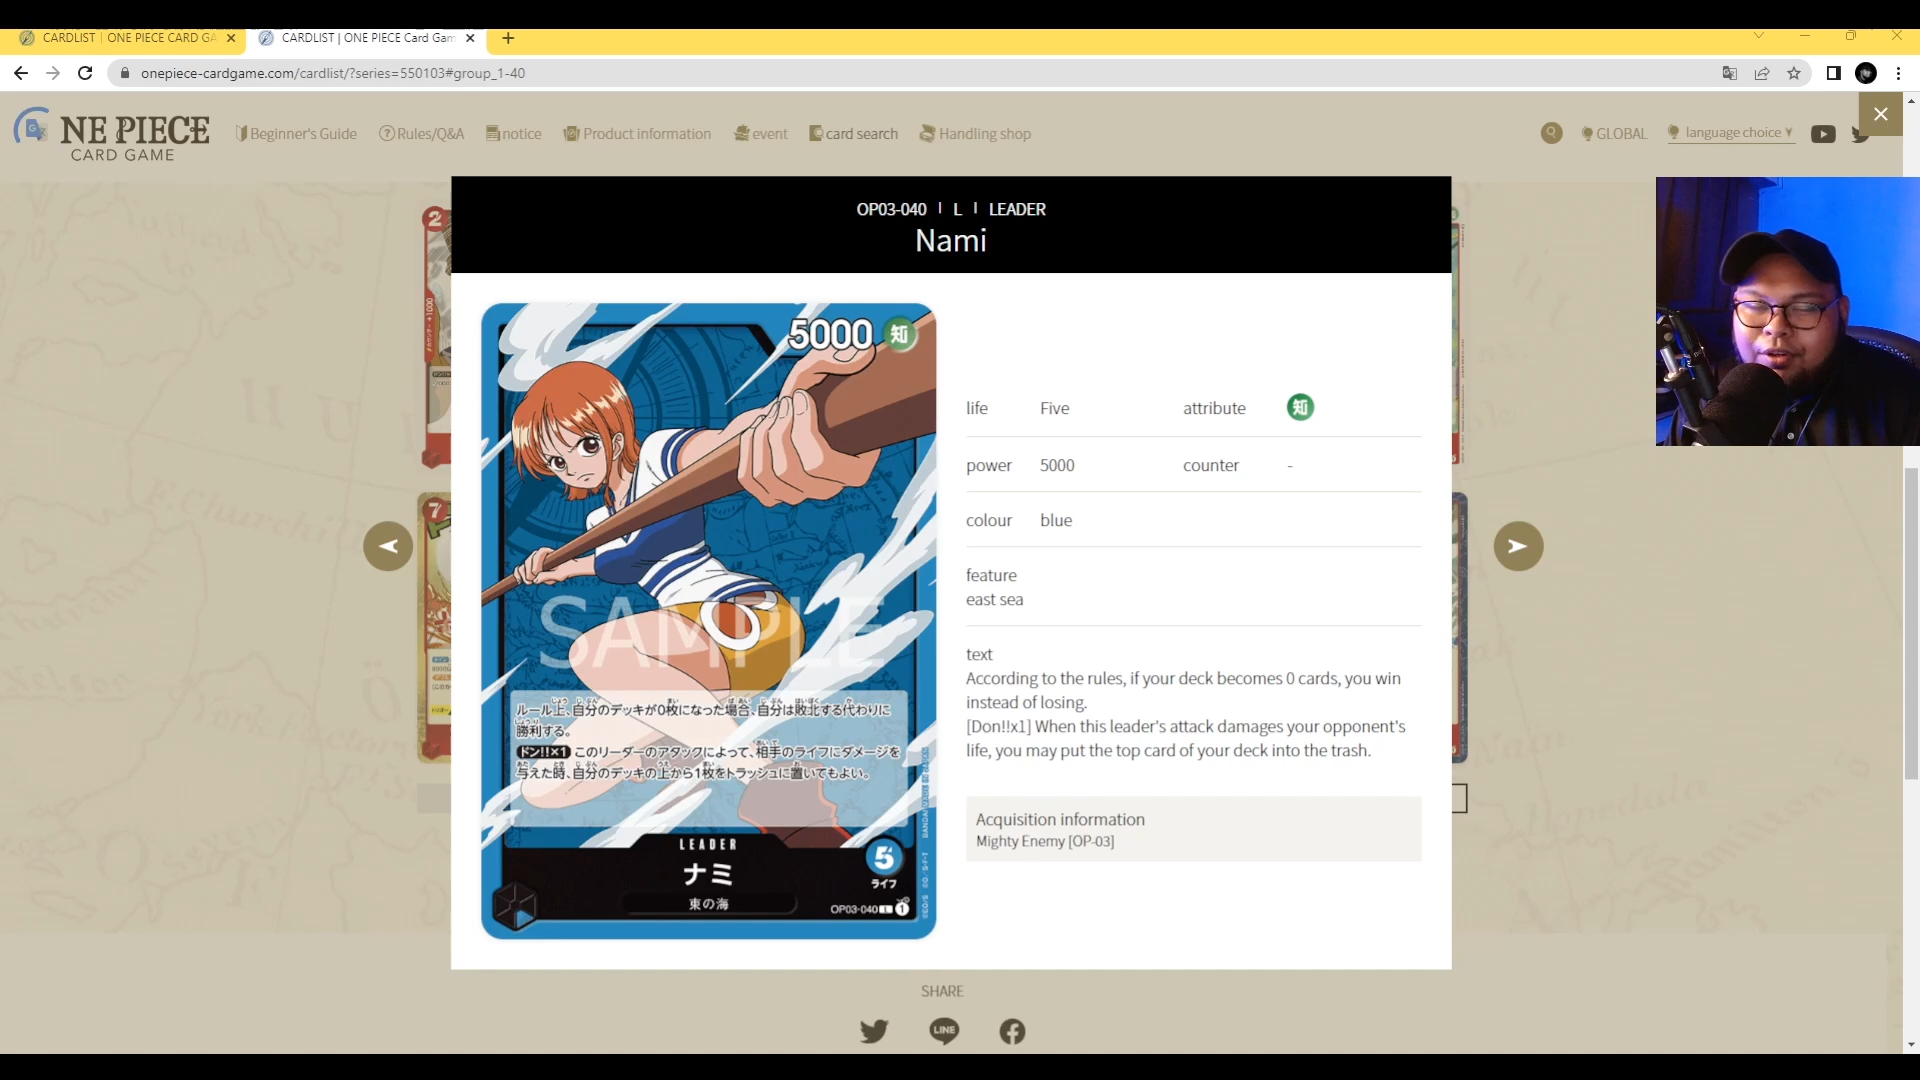 CARDLIST | ONE PIECE CARD GA
CARDLIST | ONE PIECE Card Gam
onepiece-cardgame.com/cardlist/?series=550103#group_1-40
NE PIECE
CARD GAME
Beginner's Guide
Rules/Q&A
notice
Product information
event
card search
Handling shop
GLOBAL
language choice
OP03-040 | L | LEADER
Nami
2
7
5000 知
SAMPLE
ルール上、自分のデッキが0枚になった場合、自分は敗北する代わりに
勝利する。
ドン!!×1 このリーダーのアタックによって、相手のライフにダメージを
与えた時、自分のデッキの上から1枚をトラッシュに置いてもよい。
LEADER
ナミ
東の海
5
ライフ
OP03-040 L 1
life Five attribute 知
power 5000 counter -
colour blue
feature
east sea
text
According to the rules, if your deck becomes 0 cards, you win
instead of losing.
[Don!!x1] When this leader's attack damages your opponent's
life, you may put the top card of your deck into the trash.
Acquisition information
Mighty Enemy [OP-03]
SHARE
LINE